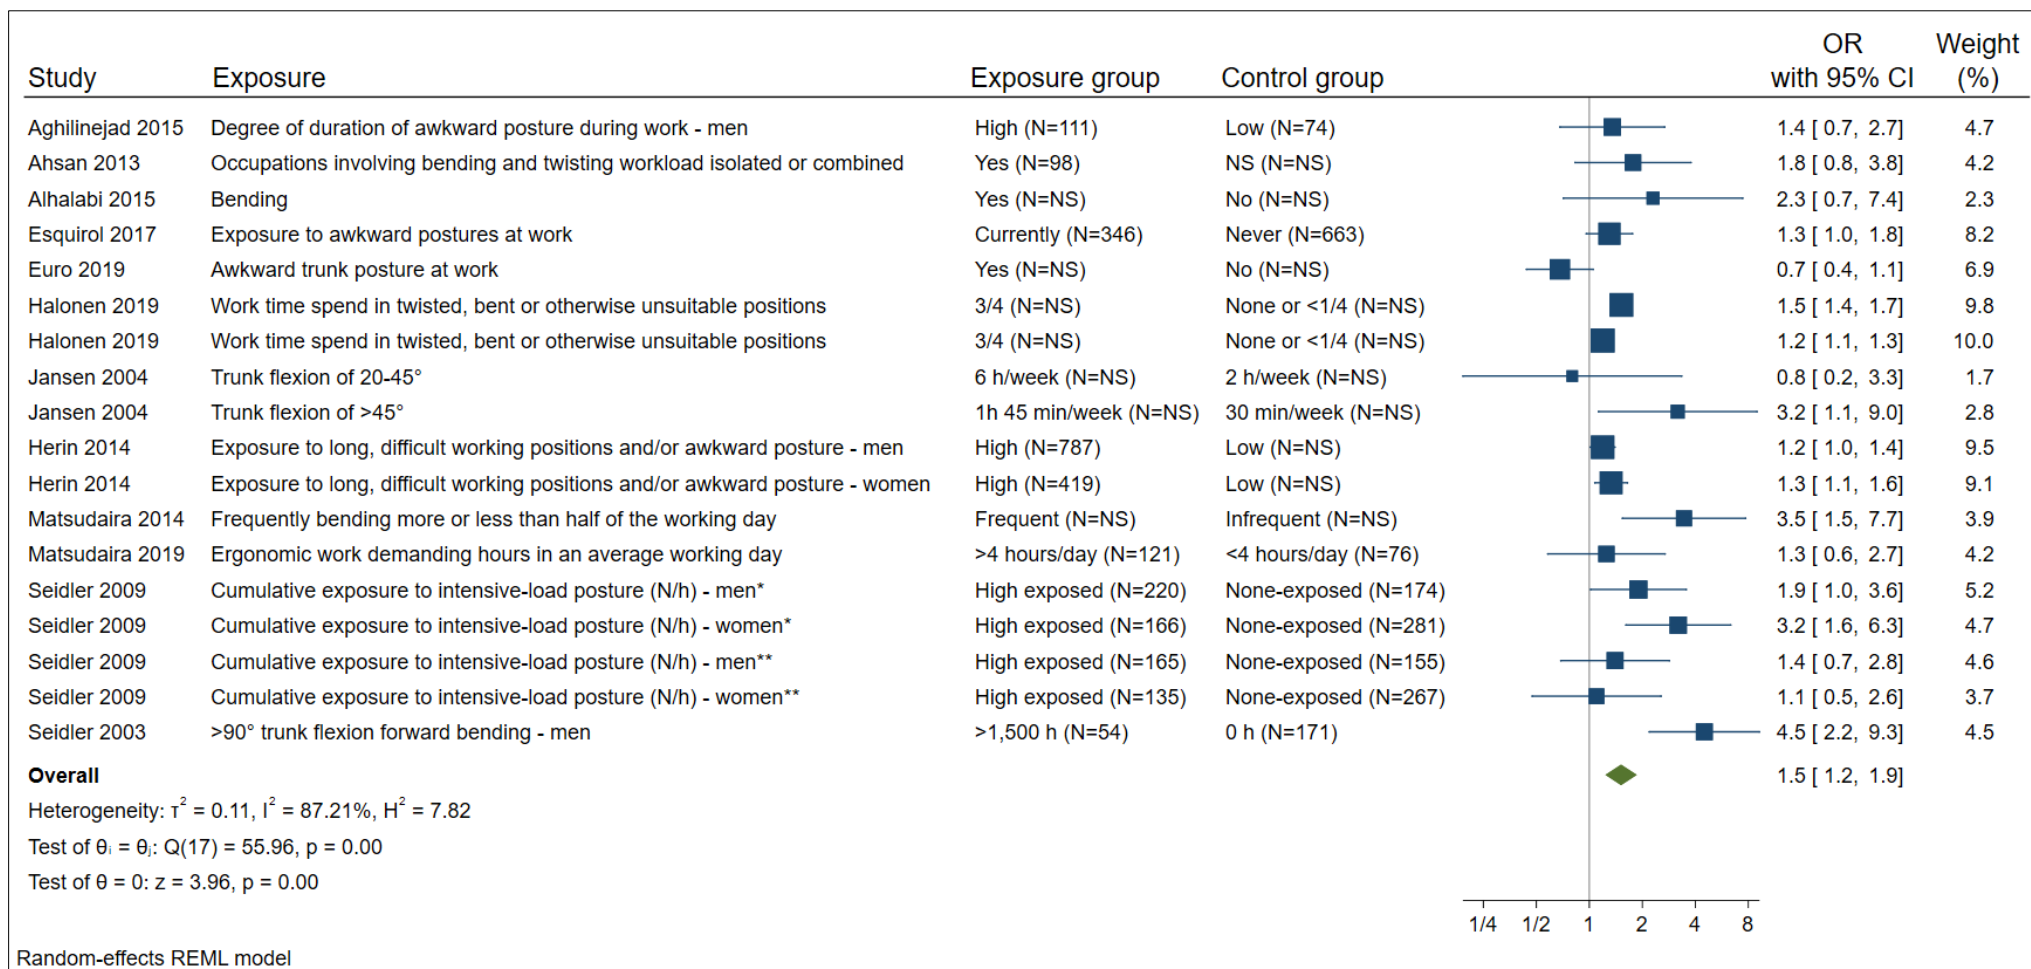 OR Weight
Study Exposure Exposure group Control group with 95% CI (%)
Aghilinejad 2015 Degree of duration of awkward posture during work - men High (N=111) Low (N=74) 1.4 [ 0.7, 2.7] 4.7
Ahsan 2013 Occupations involving bending and twisting workload isolated or combined Yes (N=98) NS (N=NS) 1.8 [ 0.8, 3.8] 4.2
Alhalabi 2015 Bending Yes (N=NS) No (N=NS) 2.3 [ 0.7, 7.4] 2.3
Esquirol 2017 Exposure to awkward postures at work Currently (N=346) Never (N=663) 1.3 [ 1.0, 1.8] 8.2
Euro 2019 Awkward trunk posture at work Yes (N=NS) No (N=NS) 0.7 [ 0.4, 1.1] 6.9
Halonen 2019 Work time spend in twisted, bent or otherwise unsuitable positions 3/4 (N=NS) None or <1/4 (N=NS) 1.5 [ 1.4, 1.7] 9.8
Halonen 2019 Work time spend in twisted, bent or otherwise unsuitable positions 3/4 (N=NS) None or <1/4 (N=NS) 1.2 [ 1.1, 1.3] 10.0
Jansen 2004 Trunk flexion of 20-45° 6 h/week (N=NS) 2 h/week (N=NS) 0.8 [ 0.2, 3.3] 1.7
Jansen 2004 Trunk flexion of >45° 1h 45 min/week (N=NS) 30 min/week (N=NS) 3.2 [ 1.1, 9.0] 2.8
Herin 2014 Exposure to long, difficult working positions and/or awkward posture - men High (N=787) Low (N=NS) 1.2 [ 1.0, 1.4] 9.5
Herin 2014 Exposure to long, difficult working positions and/or awkward posture - women High (N=419) Low (N=NS) 1.3 [ 1.1, 1.6] 9.1
Matsudaira 2014 Frequently bending more or less than half of the working day Frequent (N=NS) Infrequent (N=NS) 3.5 [ 1.5, 7.7] 3.9
Matsudaira 2019 Ergonomic work demanding hours in an average working day >4 hours/day (N=121) <4 hours/day (N=76) 1.3 [ 0.6, 2.7] 4.2
Seidler 2009 Cumulative exposure to intensive-load posture (N/h) - men* High exposed (N=220) None-exposed (N=174) 1.9 [ 1.0, 3.6] 5.2
Seidler 2009 Cumulative exposure to intensive-load posture (N/h) - women* High exposed (N=166) None-exposed (N=281) 3.2 [ 1.6, 6.3] 4.7
Seidler 2009 Cumulative exposure to intensive-load posture (N/h) - men** High exposed (N=165) None-exposed (N=155) 1.4 [ 0.7, 2.8] 4.6
Seidler 2009 Cumulative exposure to intensive-load posture (N/h) - women** High exposed (N=135) None-exposed (N=267) 1.1 [ 0.5, 2.6] 3.7
Seidler 2003 >90° trunk flexion forward bending - men >1,500 h (N=54) 0 h (N=171) 4.5 [ 2.2, 9.3] 4.5
Overall 1.5 [ 1.2, 1.9]
Heterogeneity: τ² = 0.11, I² = 87.21%, H² = 7.82
Test of θᵢ = θⱼ: Q(17) = 55.96, p = 0.00
Test of θ = 0: z = 3.96, p = 0.00
1/4 1/2 1 2 4 8
Random-effects REML model